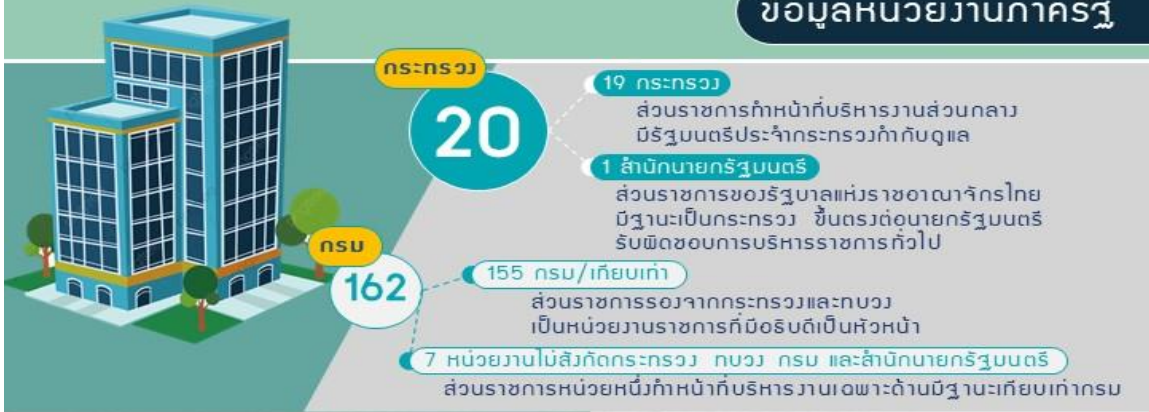 ข้อมูลหน่วยงานภาครัฐ
กระทรวง
20
19 กระทรวง
ส่วนราชการทำหน้าที่บริหารงานส่วนกลาง
มีรัฐมนตรีประจำกระทรวงกำกับดูแล
1 สำนักนายกรัฐมนตรี
ส่วนราชการของรัฐบาลแห่งราชอาณาจักรไทย
มีฐานะเป็นกระทรวง ขึ้นตรงต่อนายกรัฐมนตรี
รับผิดชอบการบริหารราชการทั่วไป
กรม
162
155 กรม/เทียบเท่า
ส่วนราชการรองจากกระทรวงและทบวง
เป็นหน่วยงานราชการที่มีอธิบดีเป็นหัวหน้า
7 หน่วยงานไม่สังกัดกระทรวง ทบวง กรม และสำนักนายกรัฐมนตรี
ส่วนราชการหน่วยหนึ่งทำหน้าที่บริหารงานเฉพาะด้านมีฐานะเทียบเท่ากรม